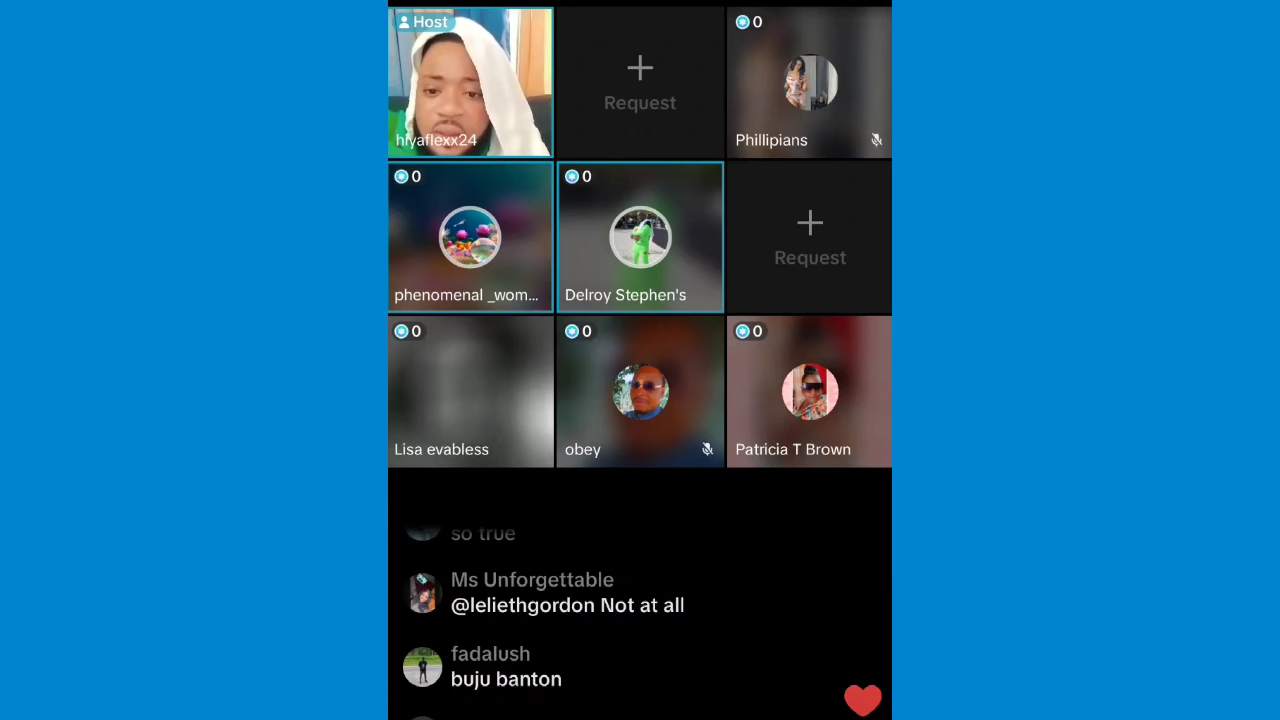 Host
0
hiyaflexx24
Request
Phillipians
0
0
phenomenal _wom...
Delroy Stephen's
Request
0
0
0
Lisa evabless
obey
Patricia T Brown
so true
Ms Unforgettable
@leliethgordon Not at all
fadalush
buju banton